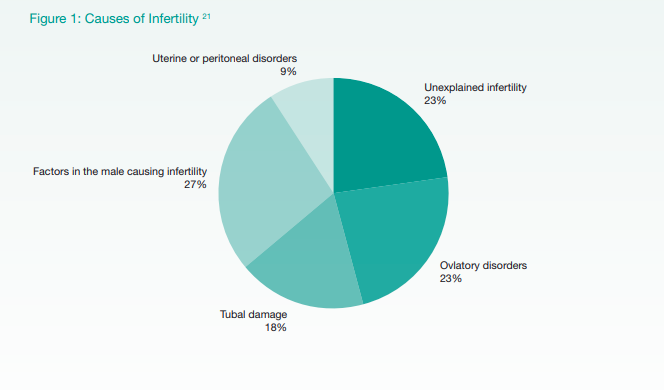 Figure 1: Causes of Infertility 21
Uterine or peritoneal disorders
9%
Unexplained infertility
23%
Factors in the male causing infertility
27%
Ovlatory disorders
23%
Tubal damage
18%